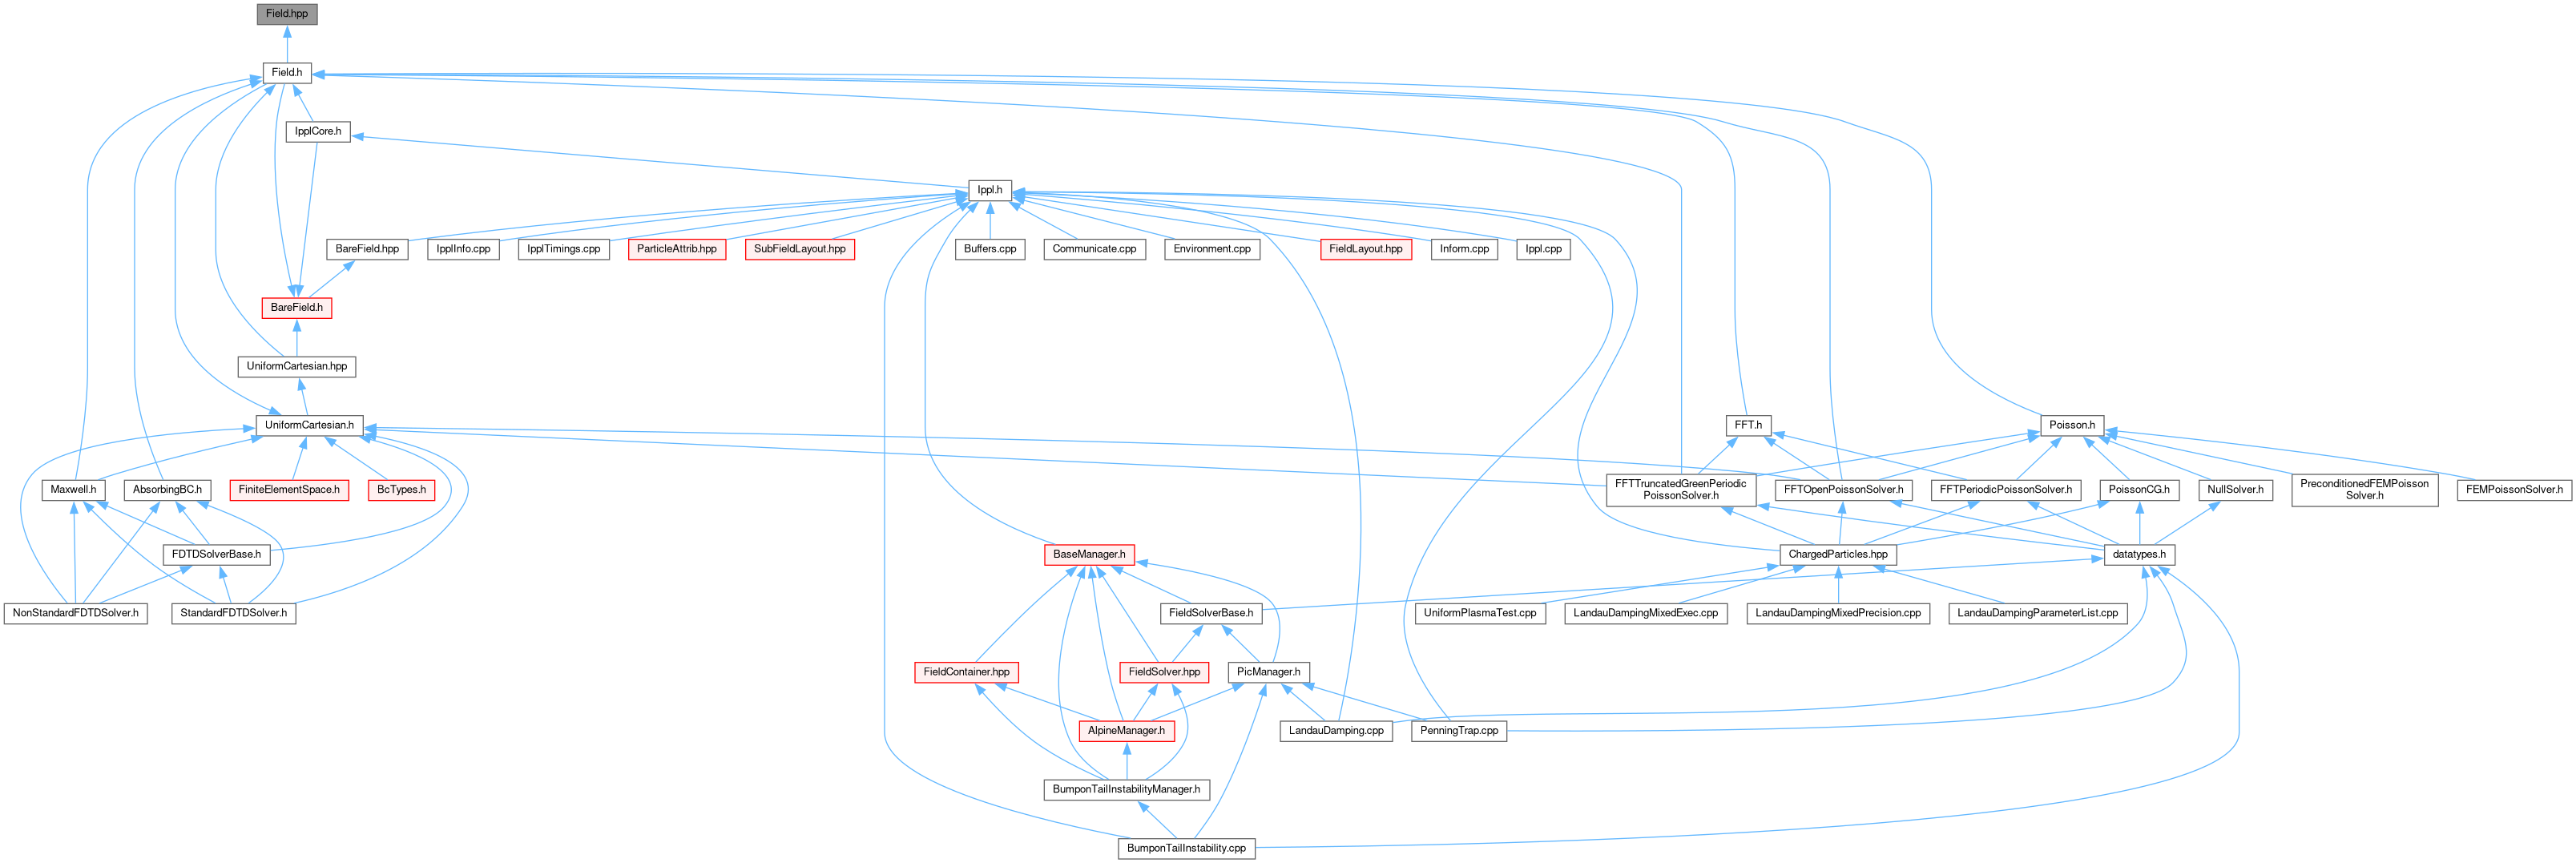 Field.hpp
Field.h
IpplCore.h
Ippl.h
BareField.hpp
IpplInfo.cpp
IpplTimings.cpp
ParticleAttrib.hpp
SubFieldLayout.hpp
Buffers.cpp
Communicate.cpp
Environment.cpp
FieldLayout.hpp
Inform.cpp
Ippl.cpp
BareField.h
UniformCartesian.hpp
UniformCartesian.h
FFT.h
Poisson.h
Maxwell.h
AbsorbingBC.h
FiniteElementSpace.h
BcTypes.h
FFTTruncatedGreenPeriodic
PoissonSolver.h
FFTOpenPoissonSolver.h
FFTPeriodicPoissonSolver.h
PoissonCG.h
NullSolver.h
PreconditionedFEMPoisson
Solver.h
FEMPoissonSolver.h
FDTDSolverBase.h
BaseManager.h
ChargedParticles.hpp
datatypes.h
NonStandardFDTDSolver.h
StandardFDTDSolver.h
FieldSolverBase.h
UniformPlasmaTest.cpp
LandauDampingMixedExec.cpp
LandauDampingMixedPrecision.cpp
LandauDampingParameterList.cpp
FieldContainer.hpp
FieldSolver.hpp
PicManager.h
AlpineManager.h
LandauDamping.cpp
PenningTrap.cpp
BumponTailInstabilityManager.h
BumponTailInstability.cpp